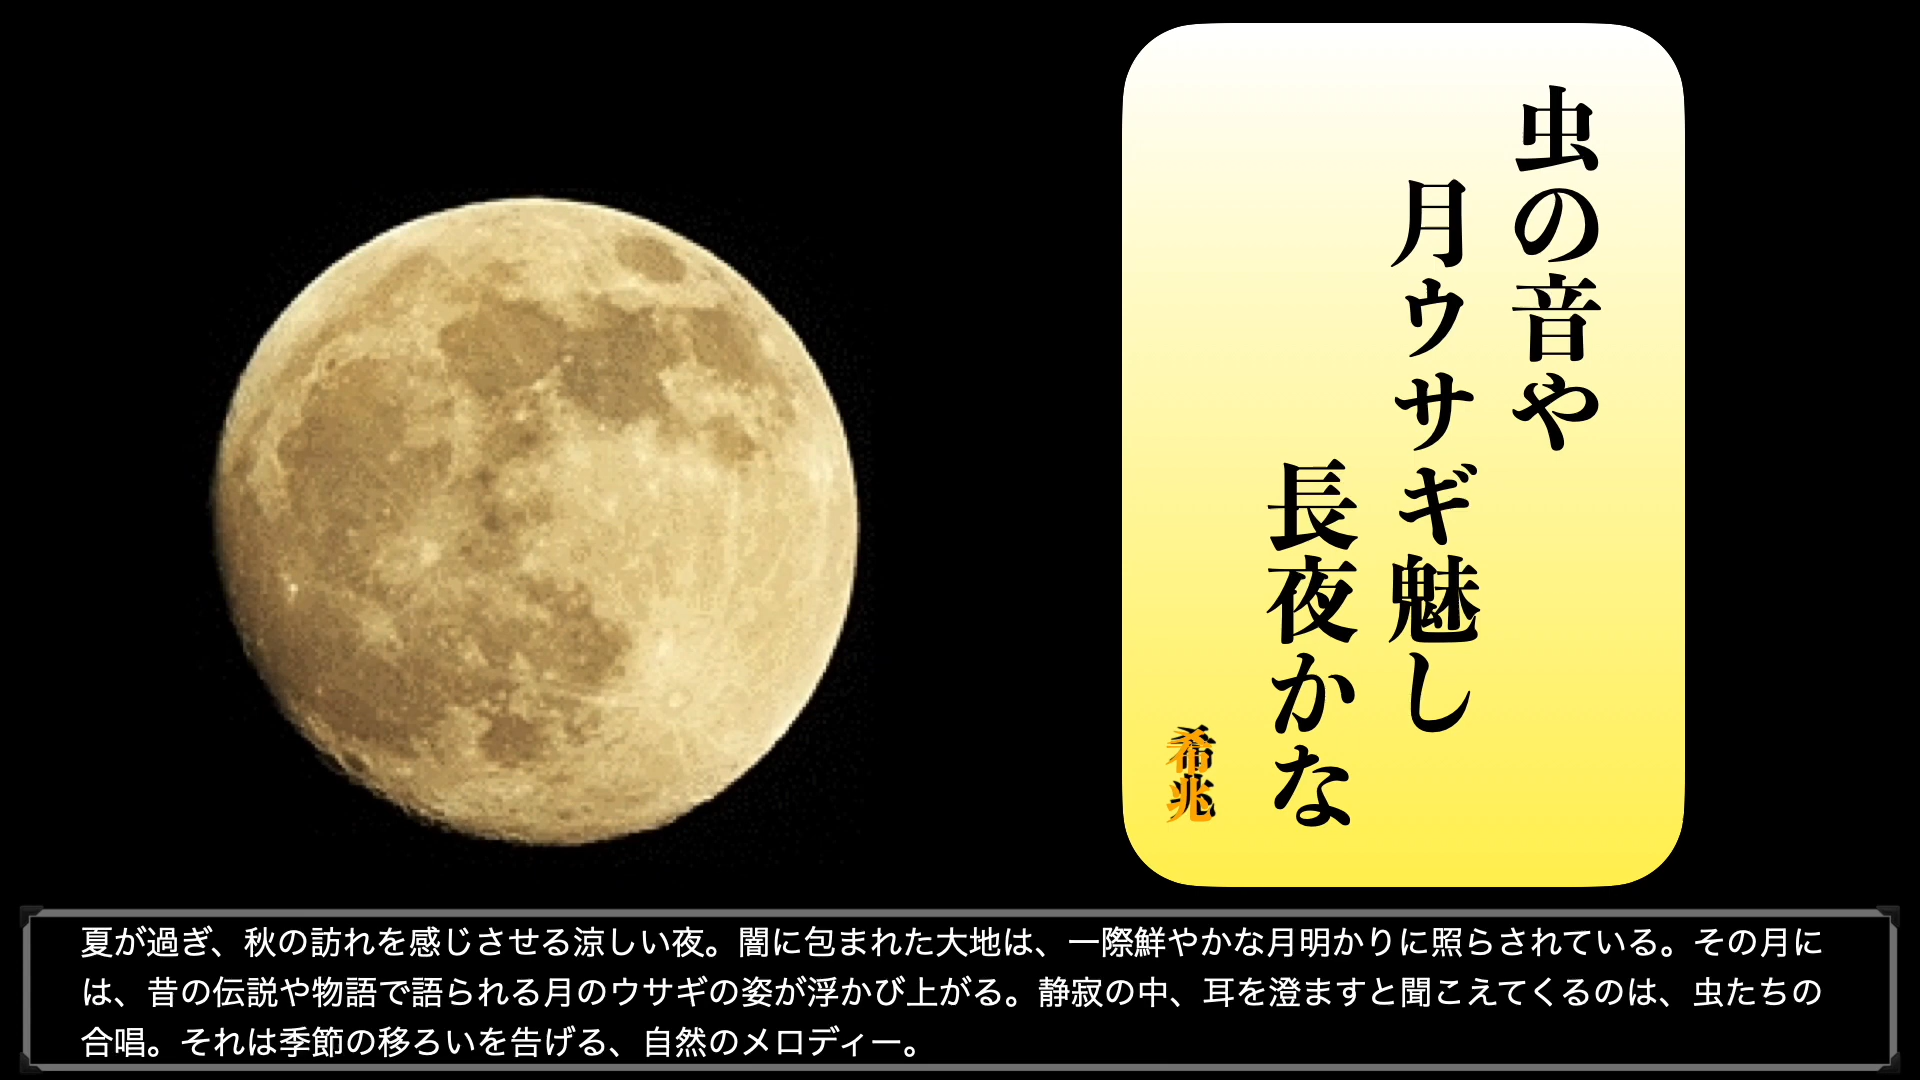 虫の音や
月ウサギ魅し
長夜かな
希兆
夏が過ぎ、秋の訪れを感じさせる涼しい夜。闇に包まれた大地は、一際鮮やかな月明かりに照らされている。その月に
は、昔の伝説や物語で語られる月のウサギの姿が浮かび上がる。静寂の中、耳を澄ますと聞こえてくるのは、虫たちの
合唱。それは季節の移ろいを告げる、自然のメロディー。